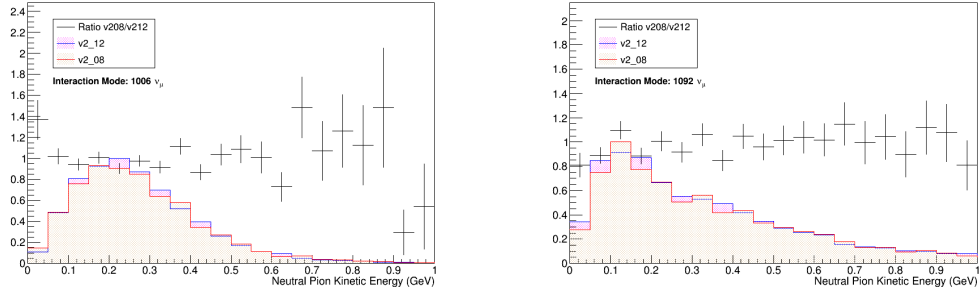 2.4
2.2
2
1.8
1.6
1.4
1.2
1
0.8
0.6
0.4
0.2
0
0 0.1 0.2 0.3 0.4 0.5 0.6 0.7 0.8 0.9 1
Neutral Pion Kinetic Energy (GeV)
Ratio v208/v212
v2_12
v2_08
Interaction Mode: 1006 νμ
2
1.8
1.6
1.4
1.2
1
0.8
0.6
0.4
0.2
0
0 0.1 0.2 0.3 0.4 0.5 0.6 0.7 0.8 0.9 1
Neutral Pion Kinetic Energy (GeV)
Ratio v208/v212
v2_12
v2_08
Interaction Mode: 1092 νμ